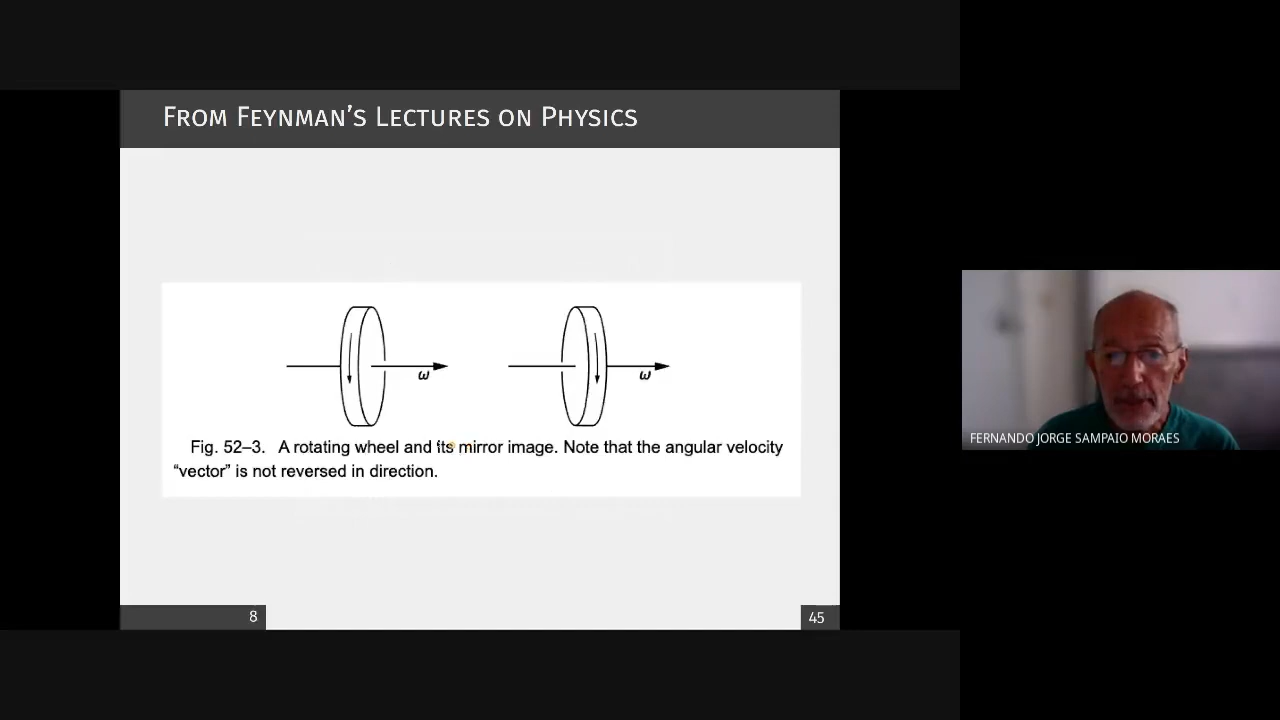 From Feynman's Lectures on Physics
ω
ω
Fig. 52–3. A rotating wheel and its mirror image. Note that the angular velocity
“vector” is not reversed in direction.
8
45
FERNANDO JORGE SAMPAIO MORAES